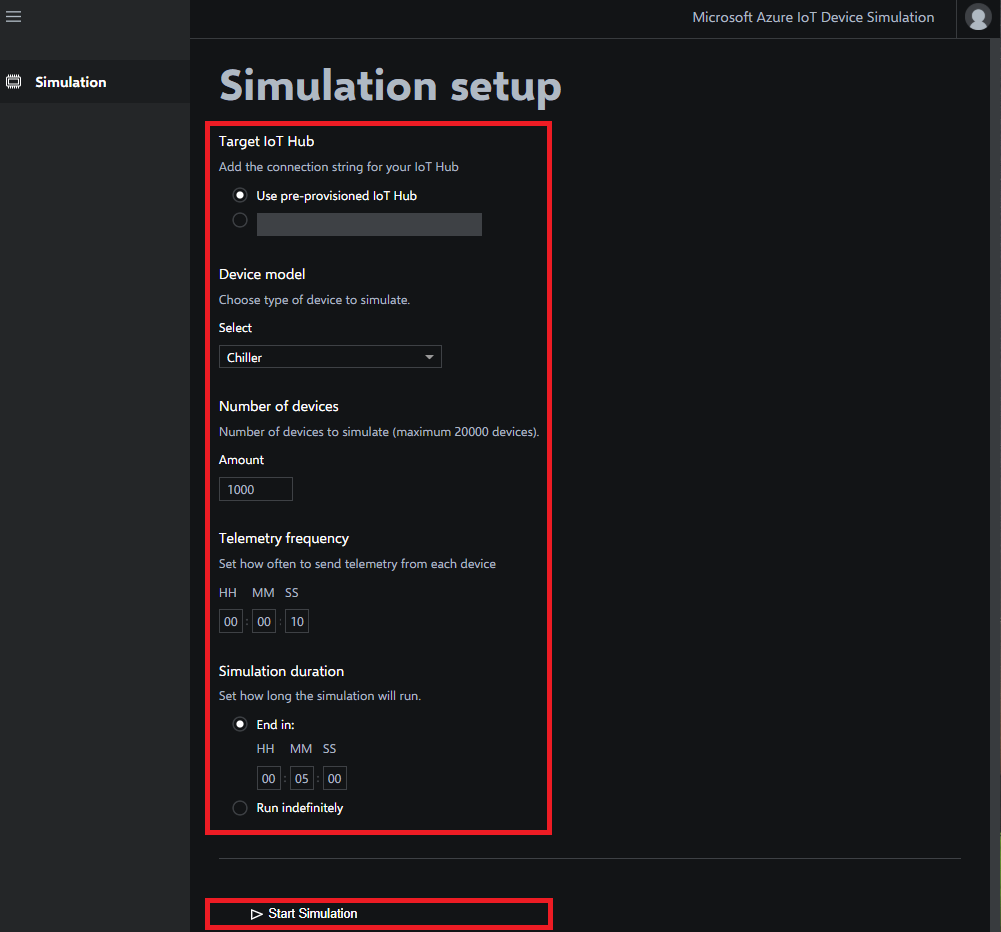 Microsoft Azure IoT Device Simulation
Simulation
Simulation setup
Target IoT Hub
Add the connection string for your IoT Hub
Use pre-provisioned IoT Hub
Device model
Choose type of device to simulate.
Select
Chiller
Number of devices
Number of devices to simulate (maximum 20000 devices).
Amount
1000
Telemetry frequency
Set how often to send telemetry from each device
HH MM SS
00 : 00 : 10
Simulation duration
Set how long the simulation will run.
End in:
HH MM SS
00 : 05 : 00
Run indefinitely
Start Simulation